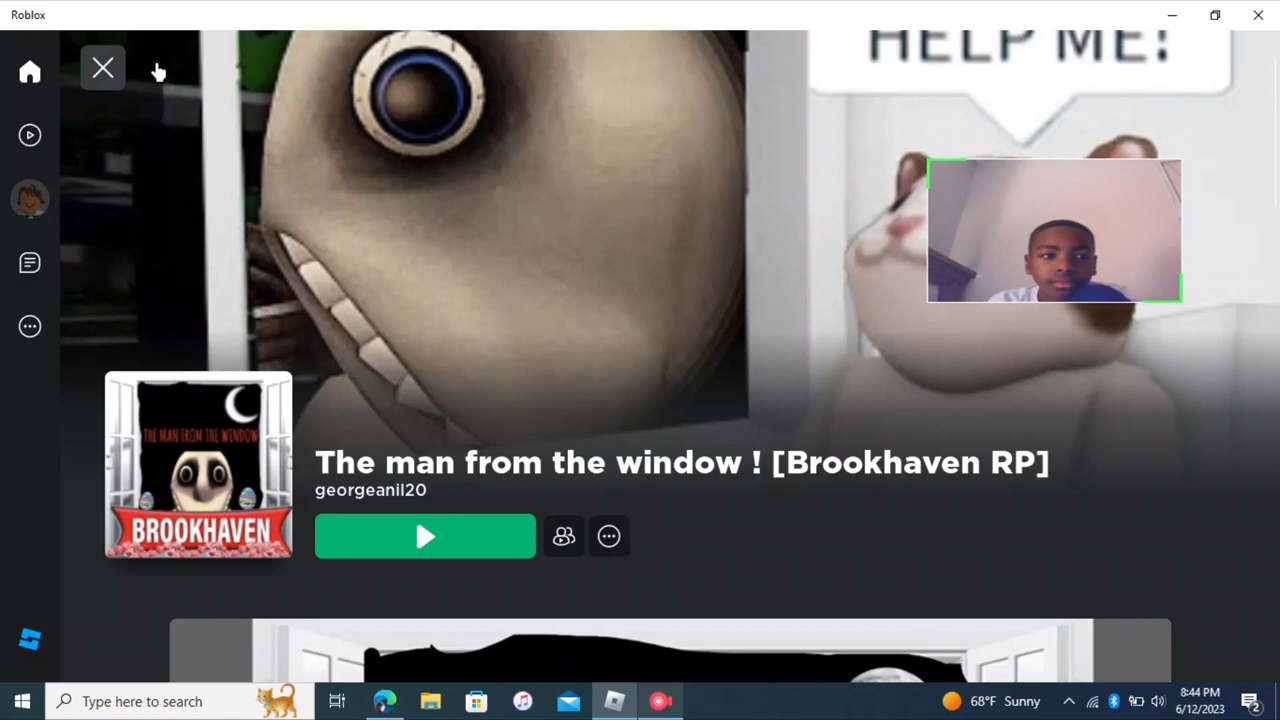 Roblox
HELP ME!
THE MAN FROM THE WINDOW
BROOKHAVEN
The man from the window ! [Brookhaven RP]
georgeanil20
Type here to search
68°F Sunny
8:44 PM
6/12/2023
2